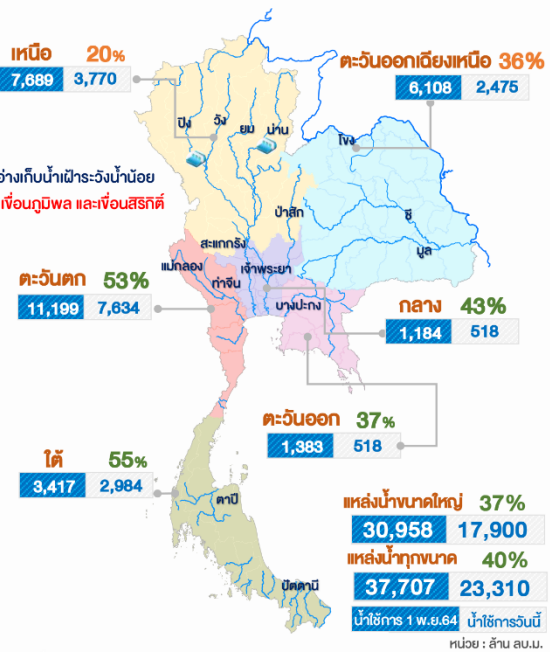 เหนือ 20%
7,689 3,770
ตะวันออกเฉียงเหนือ 36%
6,108 2,475
ปิง
วัง
ยม
น่าน
โขง
อ่างเก็บน้ำเฝ้าระวังน้ำน้อย
เขื่อนภูมิพล และเขื่อนสิริกิติ์
ป่าสัก
ชี
มูล
สะแกกรัง
แม่กลอง
ท่าจีน
เจ้าพระยา
บางปะกง
ตะวันตก 53%
11,199 7,634
กลาง 43%
1,184 518
ตะวันออก 37%
1,383 518
ใต้ 55%
3,417 2,984
ตาปี
ปัตตานี
แหล่งน้ำขนาดใหญ่ 37%
30,958 17,900
แหล่งน้ำทุกขนาด 40%
37,707 23,310
น้ำใช้การ 1 พ.ย.64 น้ำใช้การวันนี้
หน่วย : ล้าน ลบ.ม.